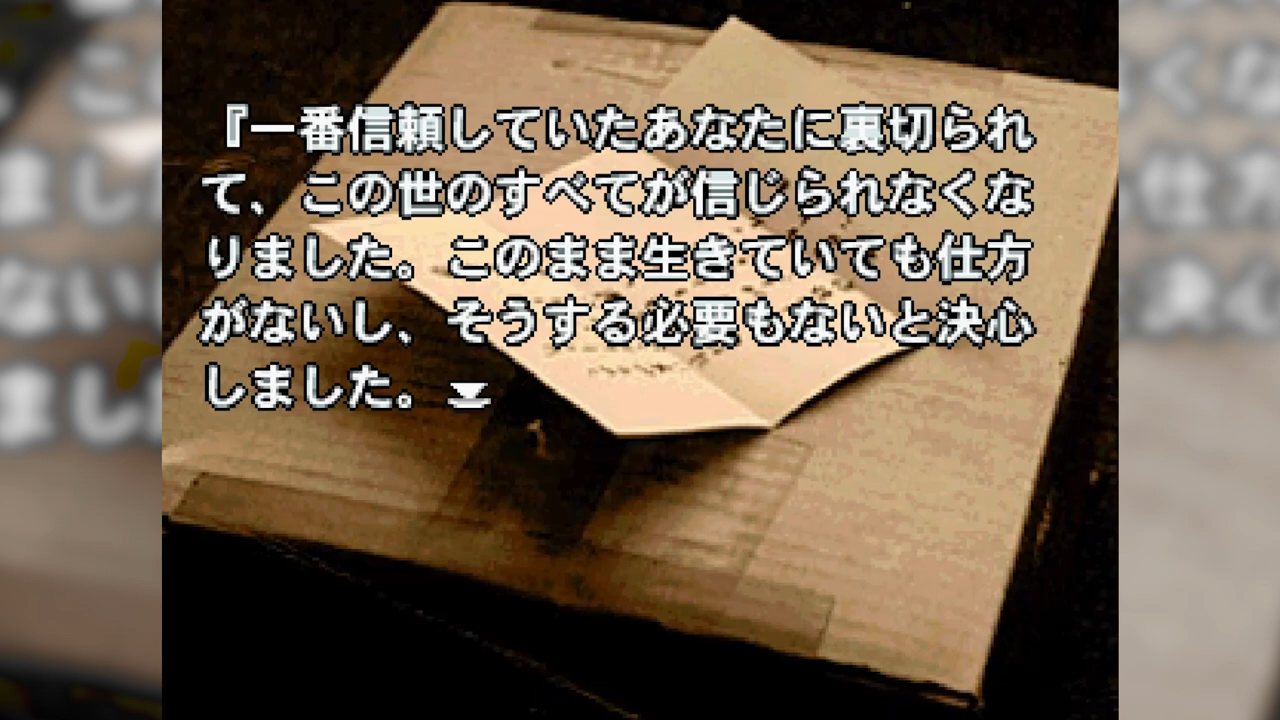 『一番信頼していたあなたに裏切られ
て、この世のすべてが信じられなくな
りました。このまま生きていても仕方
がないし、そうする必要もないと決心
しました。